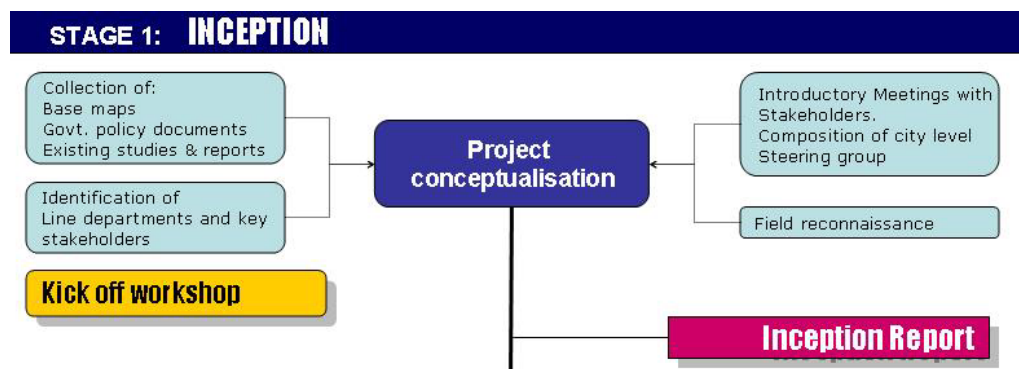 STAGE 1: INCEPTION
Collection of:
Base maps
Govt. policy documents
Existing studies & reports
Identification of
Line departments and key
stakeholders
Kick off workshop
Project
conceptualisation
Introductory Meetings with
Stakeholders.
Composition of city level
Steering group
Field reconnaissance
Inception Report